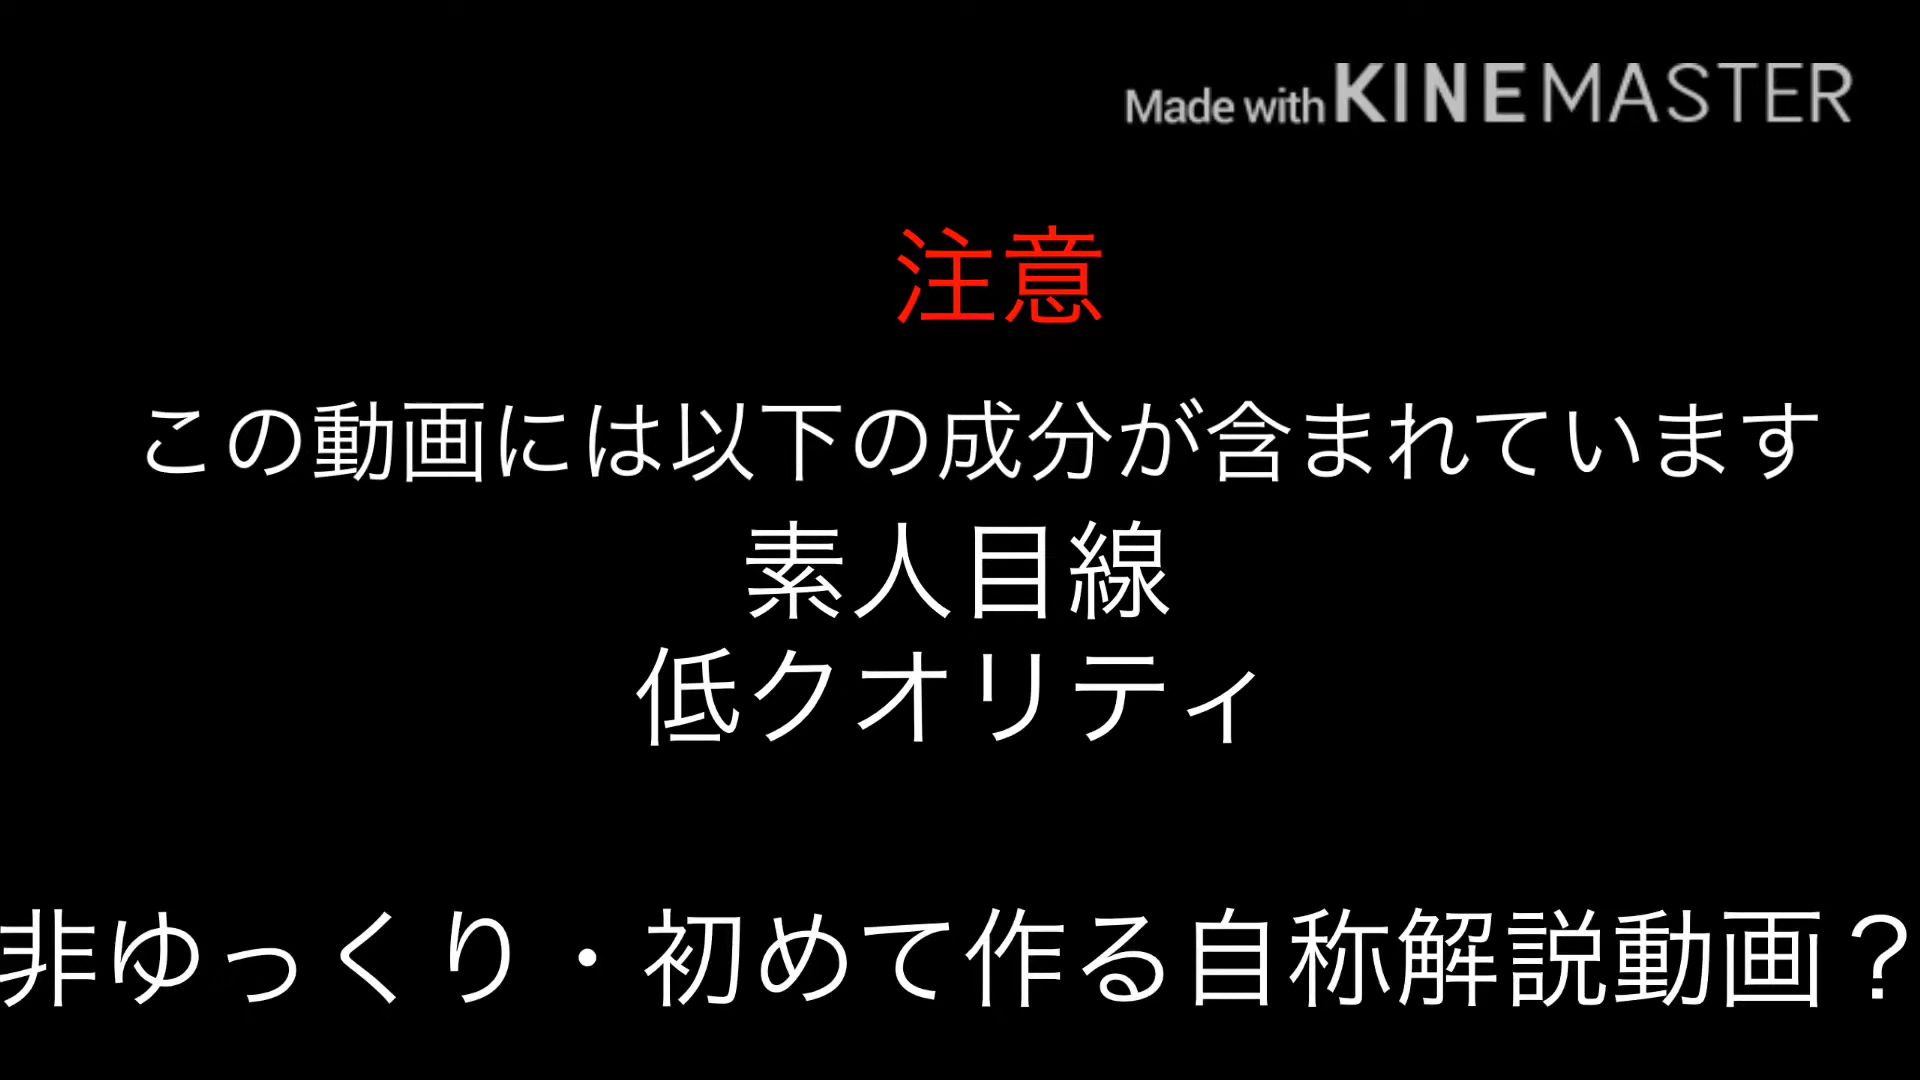 Made with KINEMASTER
注意
この動画には以下の成分が含まれています
素人目線
低クオリティ
非ゆっくり・初めて作る自称解説動画？